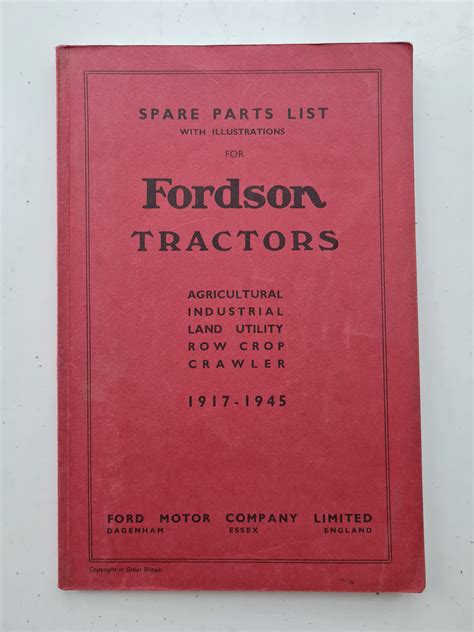 SPARE PARTS LIST
WITH ILLUSTRATIONS
FOR
Fordson
TRACTORS
AGRICULTURAL
INDUSTRIAL
LAND UTILITY
ROW CROP
CRAWLER
1917-1945
FORD MOTOR COMPANY LIMITED
DAGENHAM ESSEX ENGLAND
Copyright in Great Britain